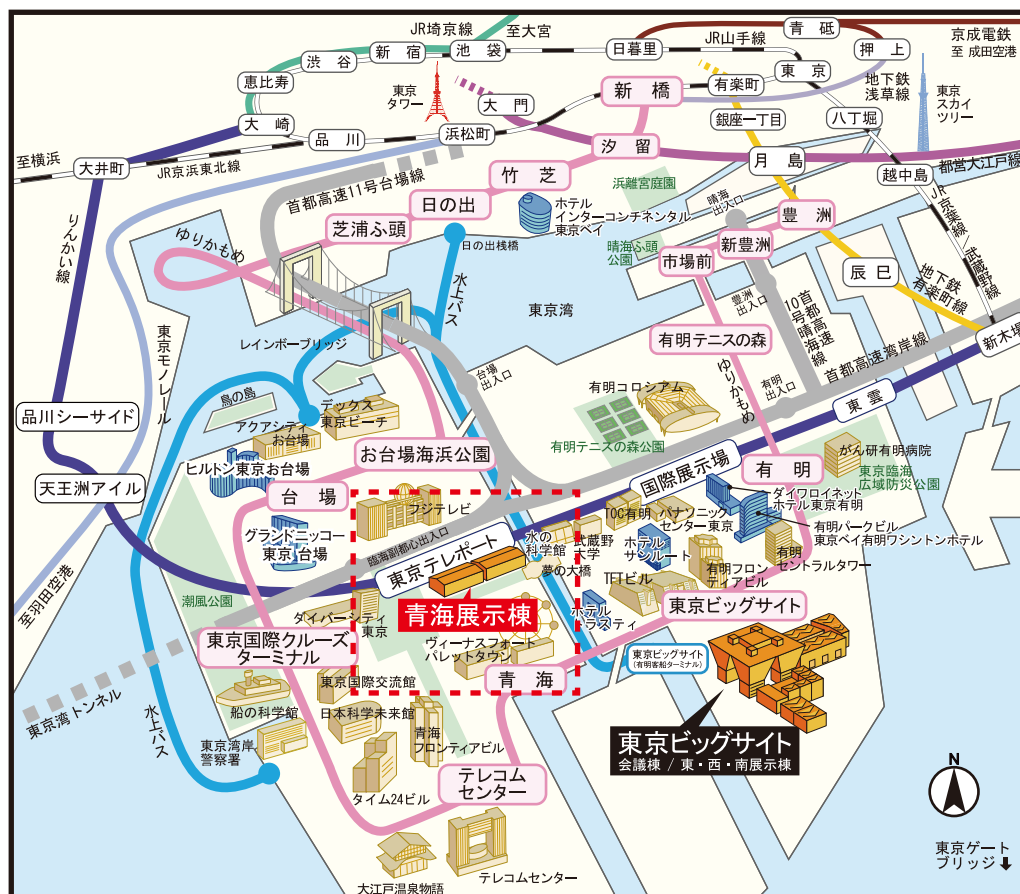 JR埼京線
至大宮
青砥
京成電鉄
至 成田空港
新宿
池袋
日暮里
JR山手線
押上
渋谷
恵比寿
東京
タワー
大門
新橋
有楽町
東京
地下鉄
浅草線
東京
スカイ
ツリー
大崎
品川
浜松町
銀座一丁目
八丁堀
至横浜
大井町
JR京浜東北線
首都高速11号台場線
汐留
月島
都営大江戸線
越中島
竹芝
日の出
芝浦ふ頭
ホテル
インターコンチネンタル
東京ベイ
浜離宮庭園
晴海
出入口
JR京葉線/武蔵野線
りんかい線
ゆりかもめ
日の出桟橋
晴海ふ頭
公園
豊洲
新豊洲
市場前
辰巳
地下鉄
有楽町線
水上バス
東京湾
豊洲
出入口
首都高速
10号晴海線
新木場
東京モノレール
レインボーブリッジ
台場
出入口
有明テニスの森
ゆりかもめ
首都高速湾岸線
有明
出入口
東雲
品川シーサイド
鳥の島
デックス
東京ビーチ
アクアシティ
お台場
有明コロシアム
有明テニスの森公園
お台場海浜公園
国際展示場
有明
がん研有明病院
東京臨海
広域防災公園
天王洲アイル
ヒルトン東京お台場
台場
フジテレビ
グランドニッコー
東京 台場
臨海副都心出入口
東京テレポート
水の
科学館
武蔵野
大学
TOC有明
パナソニック
センター東京
ダイワロイネット
ホテル東京有明
有明パークビル
東京ベイ有明ワシントンホテル
ホテル
サンルート
有明フロン
ティアビル
有明
セントラルタワー
夢の大橋
TFTビル
至羽田空港
潮風公園
青海展示棟
ホテル
トラスティ
東京ビッグサイト
ダイバーシティ
東京
東京国際クルーズ
ターミナル
ヴィーナスフォート
パレットタウン
東京ビッグサイト
(有明客船ターミナル)
青海
東京国際交流館
東京湾トンネル
水上バス
船の科学館
日本科学未来館
青海
フロンティアビル
東京湾岸
警察署
東京ビッグサイト
会議棟 / 東・西・南展示棟
タイム24ビル
テレコム
センター
N
大江戸温泉物語
テレコムセンター
東京ゲート
ブリッジ↓